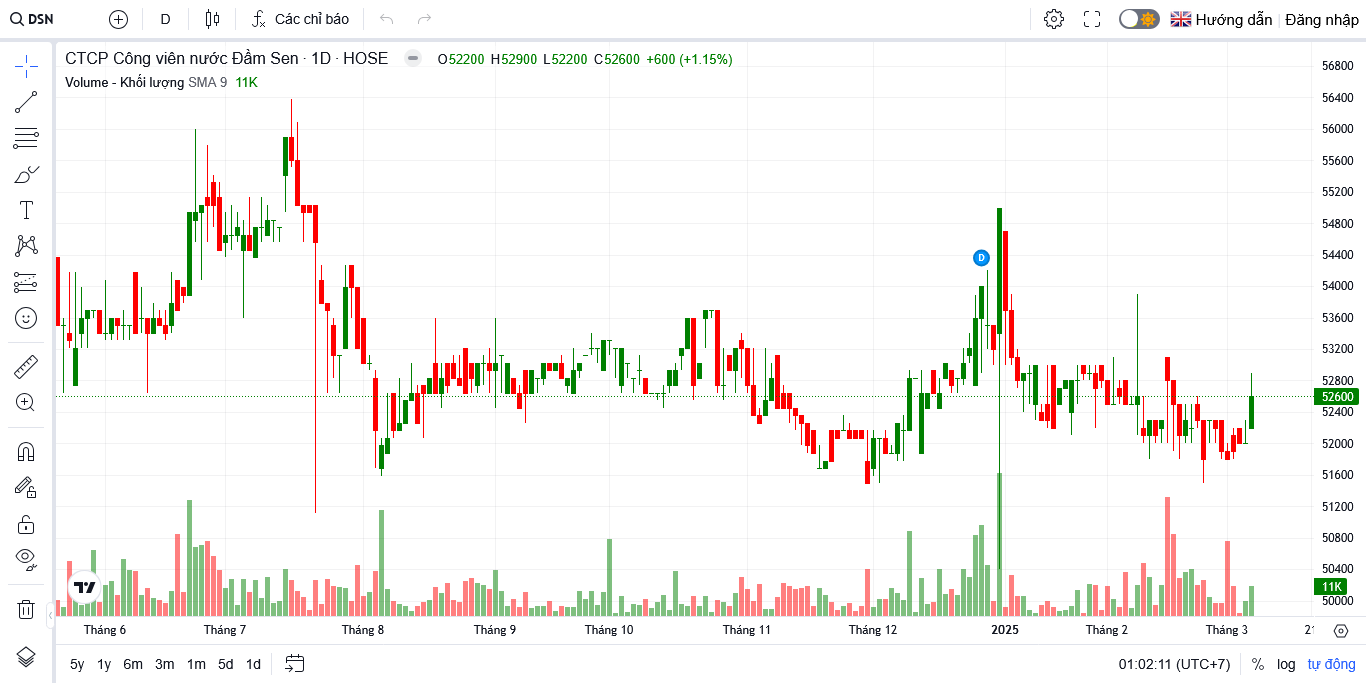 DSN D Các chỉ báo Hướng dẫn Đăng nhập
CTCP Công viên nước Đầm Sen · 1D · HOSE O52200 H52900 L52200 C52600 +600 (+1.15%)
Volume - Khối lượng SMA 9 11K
56800
56400
56000
55600
55200
54800
54400
D
54000
53600
53200
52800
52600
52400
52000
51600
51200
50800
50400
11K
50000
Tháng 6 Tháng 7 Tháng 8 Tháng 9 Tháng 10 Tháng 11 Tháng 12 2025 Tháng 2 Tháng 3
5y 1y 6m 3m 1m 5d 1d 01:02:11 (UTC+7) % log tự động